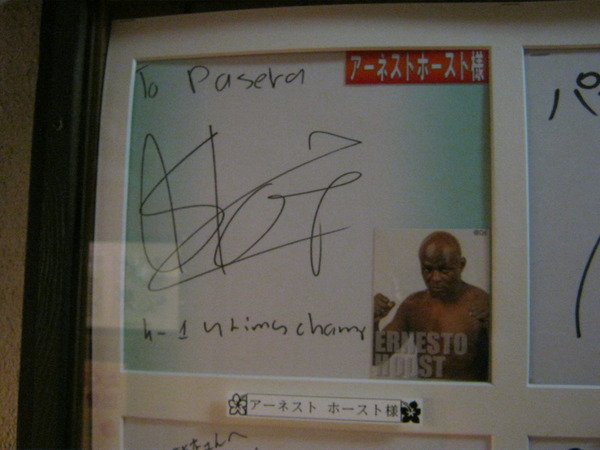 To Pasera
アーネストホースト様
パ
K-1 4 times champ
ERNESTO
HOOST
アーネスト ホースト様